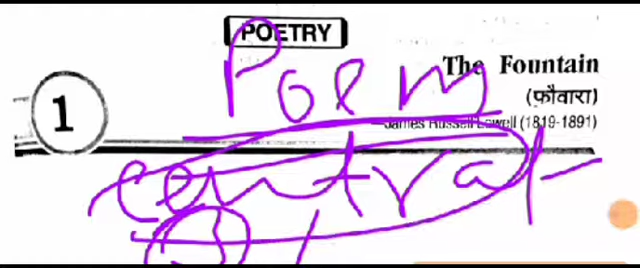 POETRY
Poem
The Fountain
(फ़ौवारा)
1
James Russell Lowell (1819-1891)
central